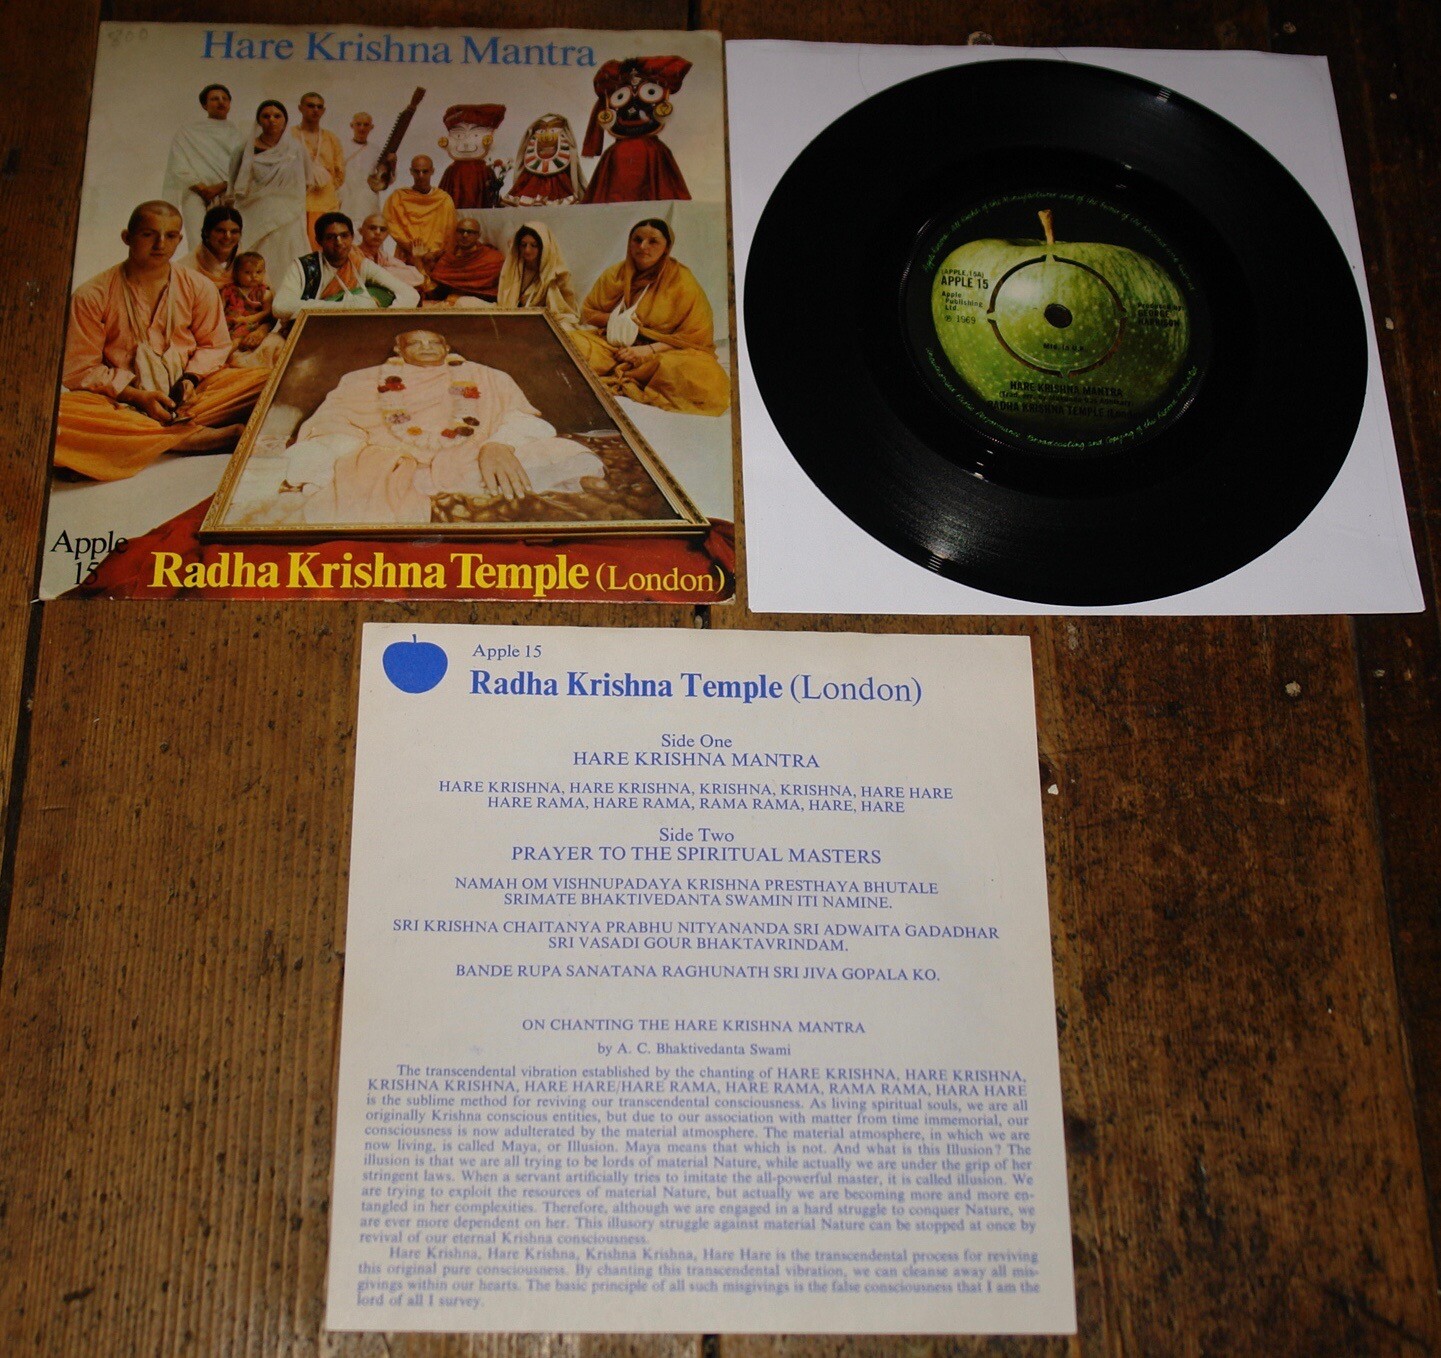 800
Hare Krishna Mantra
Apple
15
Radha Krishna Temple (London)
(APPLE.15A)
APPLE 15
Apple
Publishing
Ltd.
℗ 1969
GEORGE
HARRISON
HARE KRISHNA MANTRA
RADHA KRISHNA TEMPLE
Apple 15
Radha Krishna Temple (London)
Side One
HARE KRISHNA MANTRA
HARE KRISHNA, HARE KRISHNA, KRISHNA, KRISHNA, HARE HARE
HARE RAMA, HARE RAMA, RAMA RAMA, HARE, HARE
Side Two
PRAYER TO THE SPIRITUAL MASTERS
NAMAH OM VISHNUPADAYA KRISHNA PRESTHAYA BHUTALE
SRIMATE BHAKTIVEDANTA SWAMIN ITI NAMINE.
SRI KRISHNA CHAITANYA PRABHU NITYANANDA SRI ADWAITA GADADHAR
SRI VASADI GOUR BHAKTAVRINDAM.
BANDE RUPA SANATANA RAGHUNATH SRI JIVA GOPALA KO.
ON CHANTING THE HARE KRISHNA MANTRA
by A. C. Bhaktivedanta Swami
The transcendental vibration established by the chanting of HARE KRISHNA, HARE KRISHNA,
KRISHNA KRISHNA, HARE HARE/HARE RAMA, HARE RAMA, RAMA RAMA, HARA HARE
is the sublime method for reviving our transcendental consciousness. As living spiritual souls, we are all
originally Krishna conscious entities, but due to our association with matter from time immemorial, our
consciousness is now adulterated by the material atmosphere. The material atmosphere, in which we are
now living, is called Maya, or Illusion. Maya means that which is not. And what is this Illusion? The
illusion is that we are all trying to be lords of material Nature, while actually we are under the grip of her
stringent laws. When a servant artificially tries to imitate the all-powerful master, it is called illusion. We
are trying to exploit the resources of material Nature, but actually we are becoming more and more en-
tangled in her complexities. Therefore, although we are engaged in a hard struggle to conquer Nature, we
are ever more dependent on her. This illusory struggle against material Nature can be stopped at once by
revival of our eternal Krishna consciousness.
Hare Krishna, Hare Krishna, Krishna Krishna, Hare Hare is the transcendental process for reviving
this original pure consciousness. By chanting this transcendental vibration, we can cleanse away all mis-
givings within our hearts. The basic principle of all such misgivings is the false consciousness that I am the
lord of all I survey.